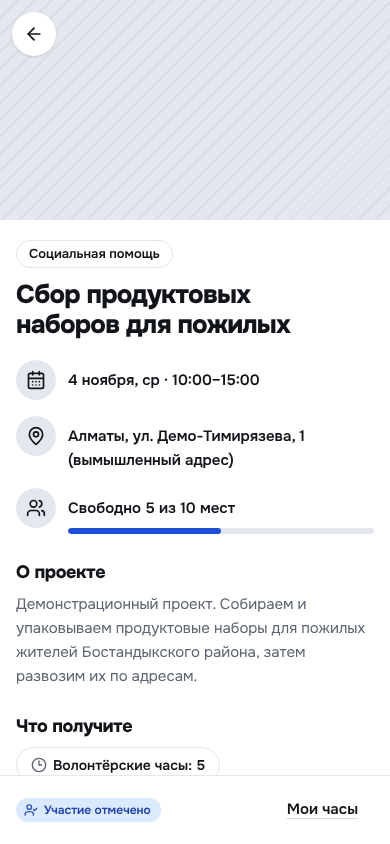 Социальная помощь
Сбор продуктовых
наборов для пожилых
4 ноября, ср · 10:00–15:00
Алматы, ул. Демо-Тимирязева, 1
(вымышленный адрес)
Свободно 5 из 10 мест
О проекте
Демонстрационный проект. Собираем и
упаковываем продуктовые наборы для пожилых
жителей Бостандыкского района, затем
развозим их по адресам.
Что получите
Волонтёрские часы: 5
Участие отмечено
Мои часы